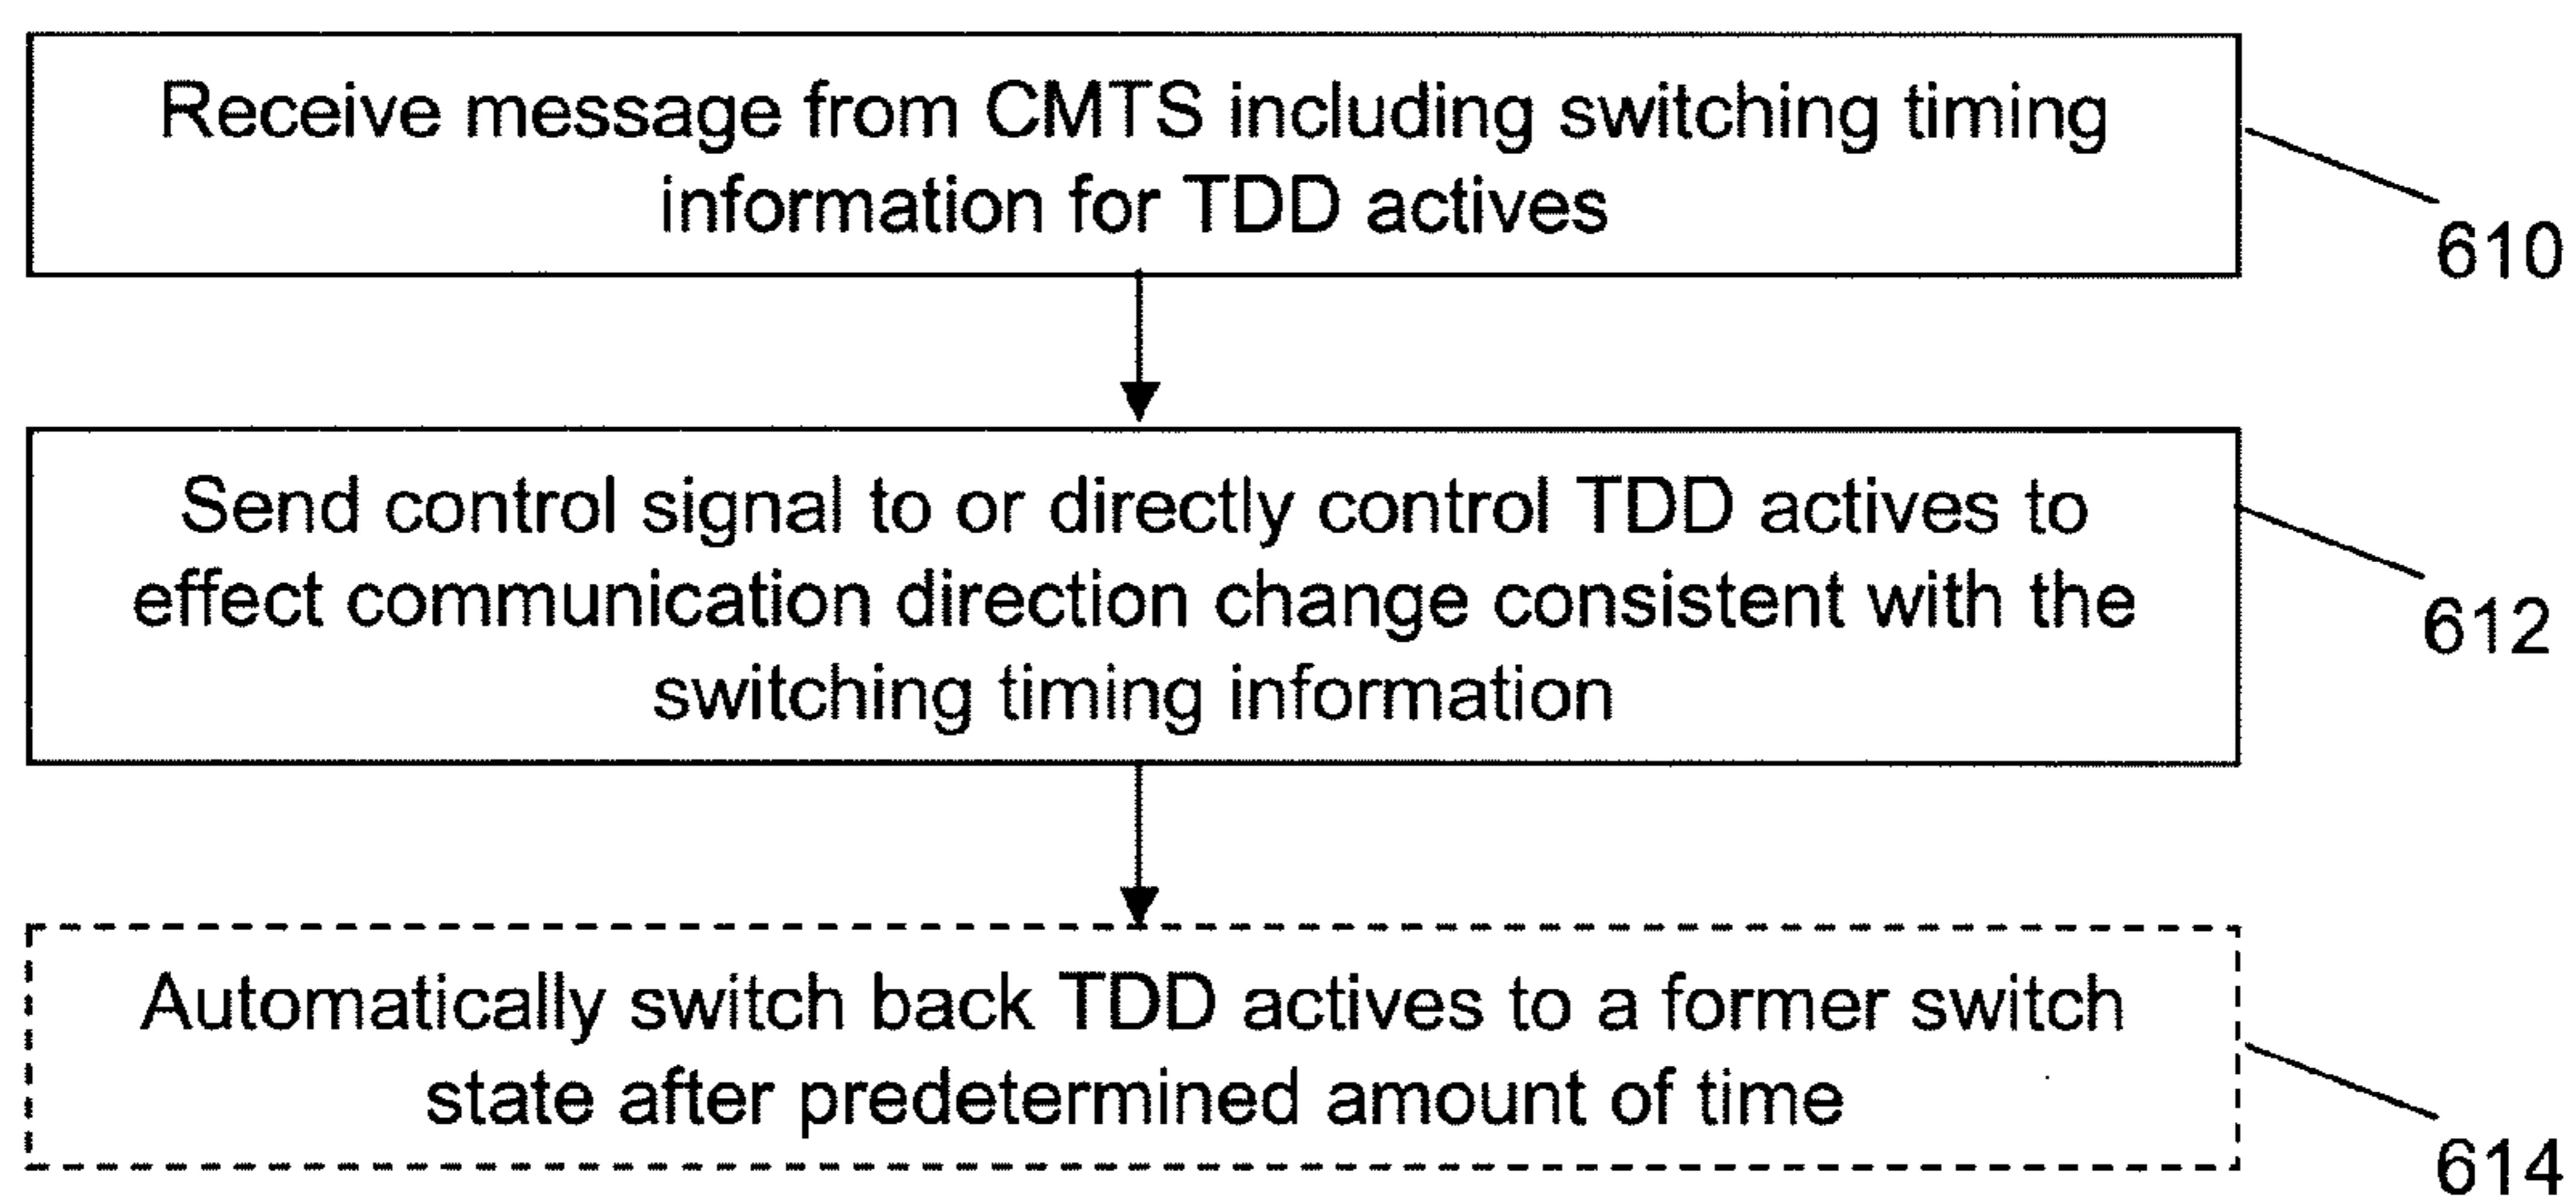 Receive message from CMTS including switching timing
information for TDD actives
610
Send control signal to or directly control TDD actives to
effect communication direction change consistent with the
switching timing information
612
Automatically switch back TDD actives to a former switch
state after predetermined amount of time
614